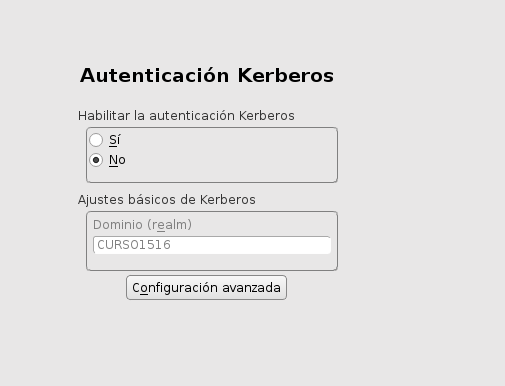 Autenticación Kerberos
Habilitar la autenticación Kerberos
Sí
No
Ajustes básicos de Kerberos
Dominio (realm)
CURSO1516
Configuración avanzada